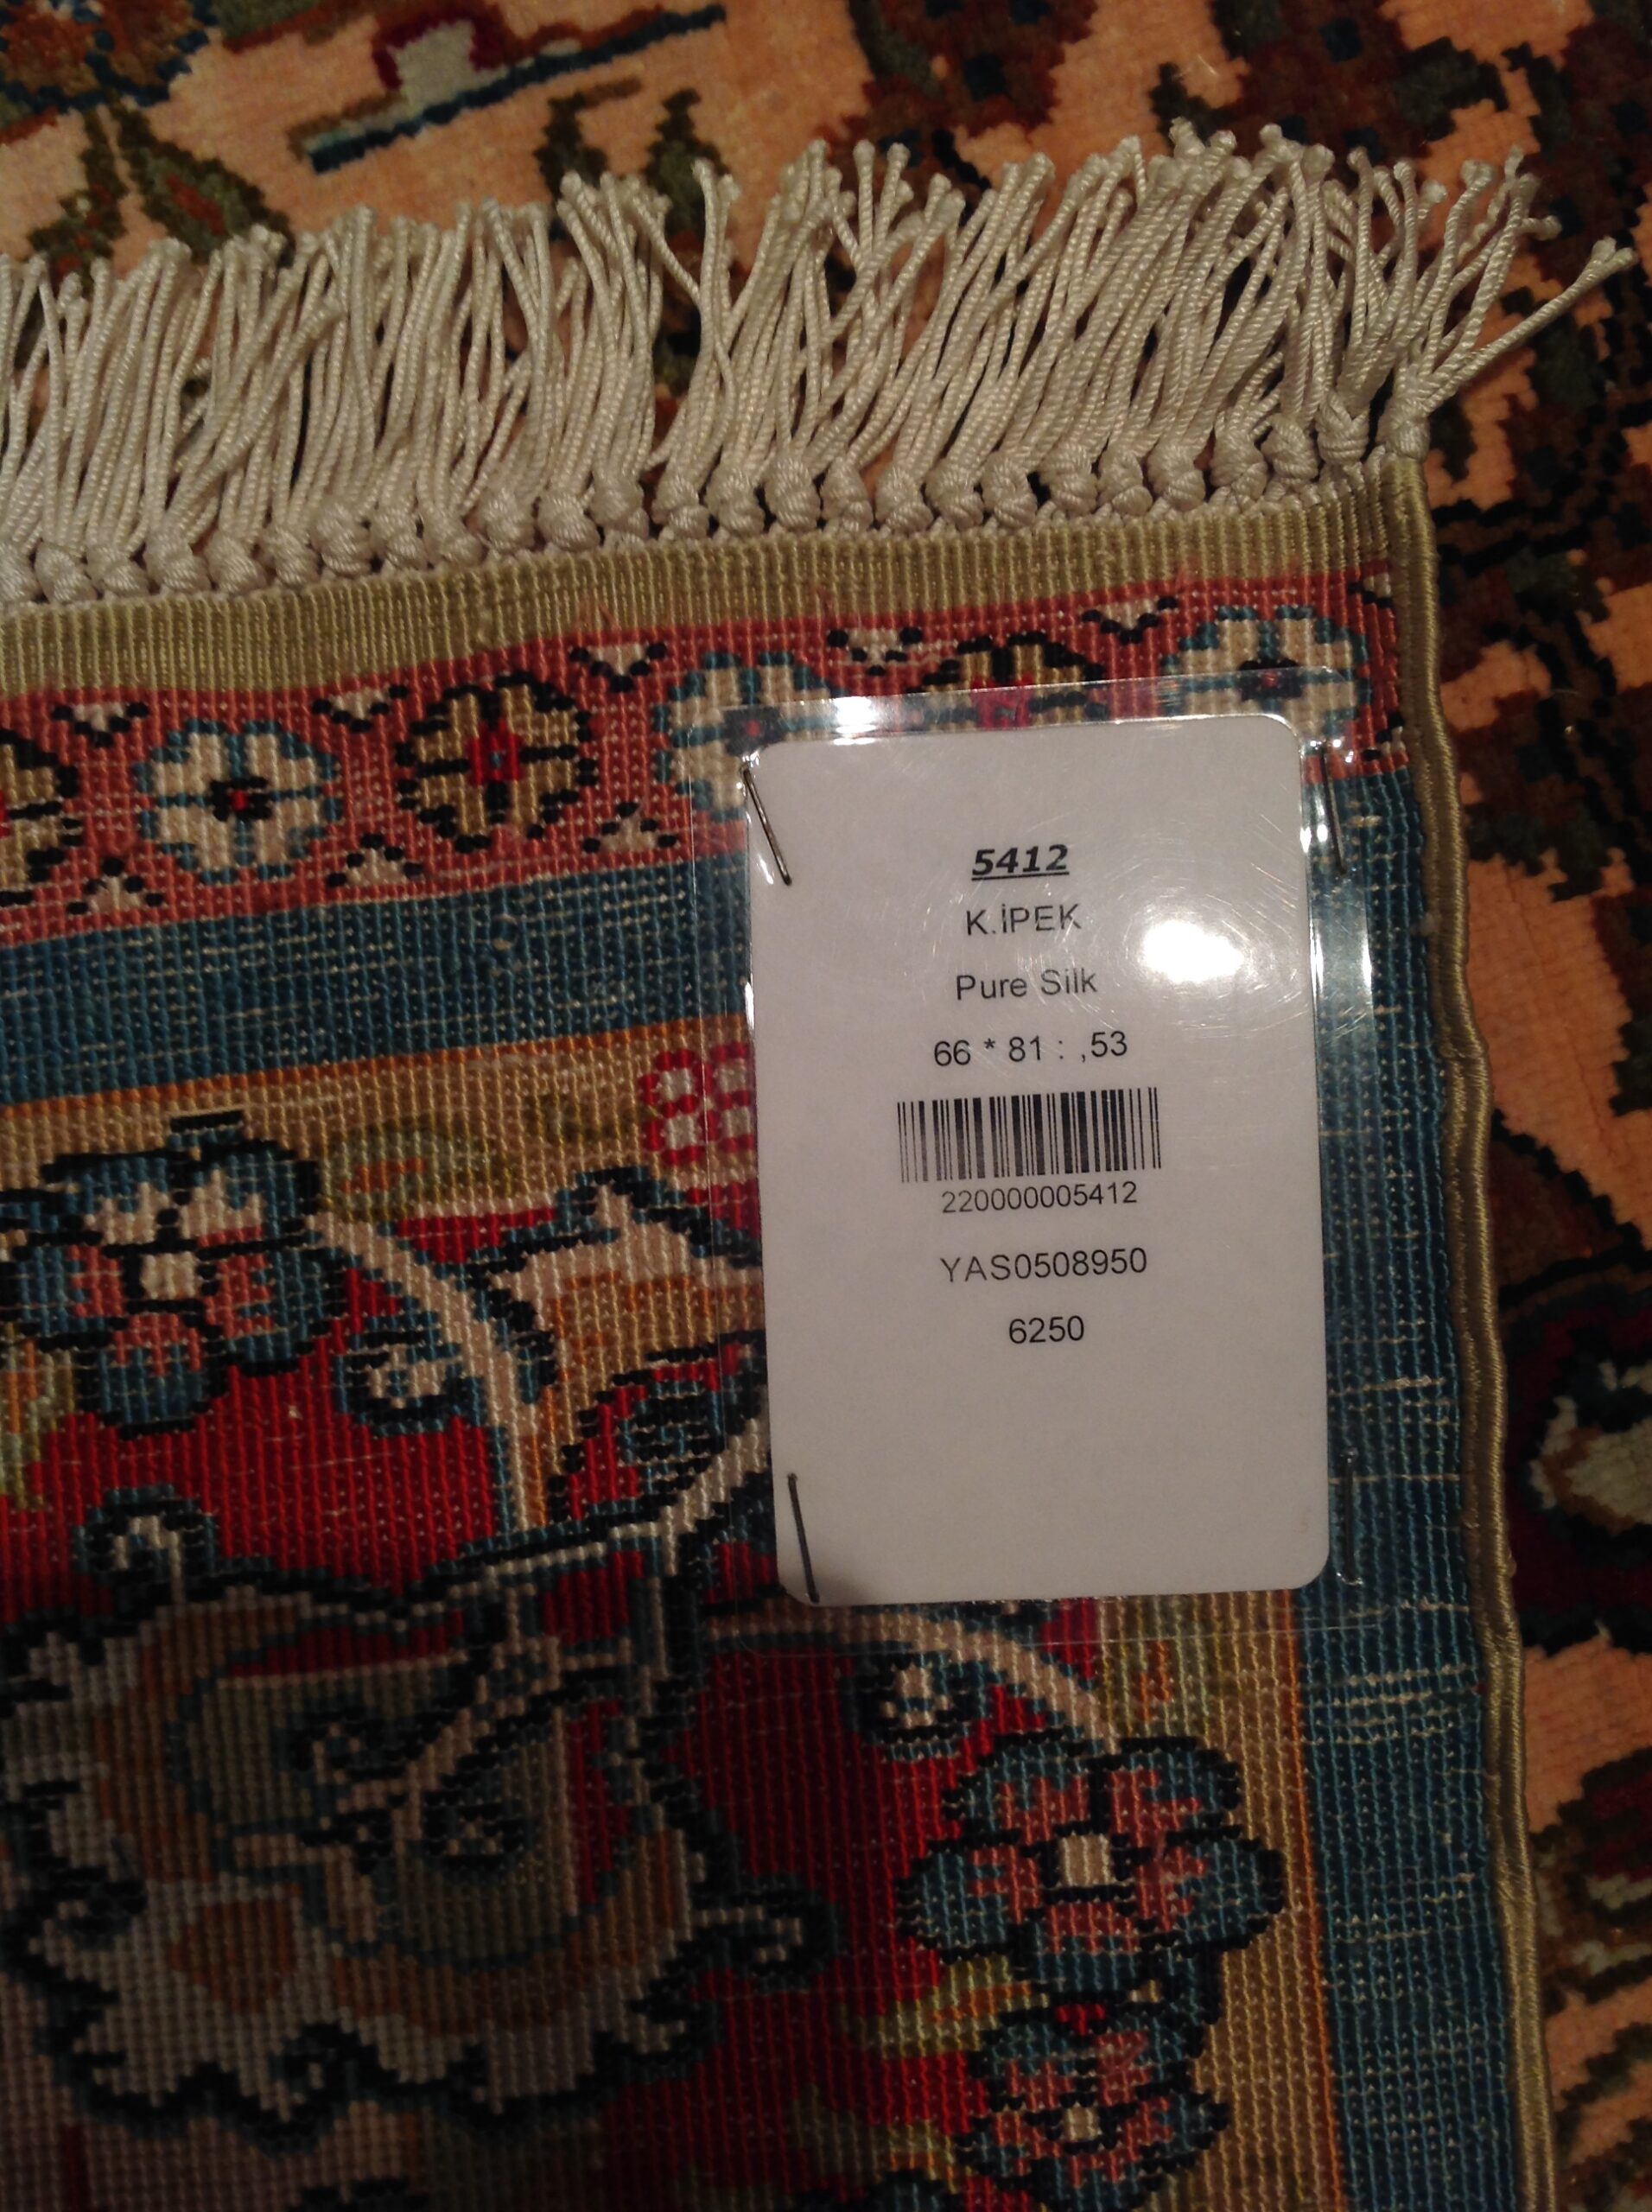 5412
K.İPEK
Pure Silk
66 * 81 : ,53
220000005412
YAS0508950
6250